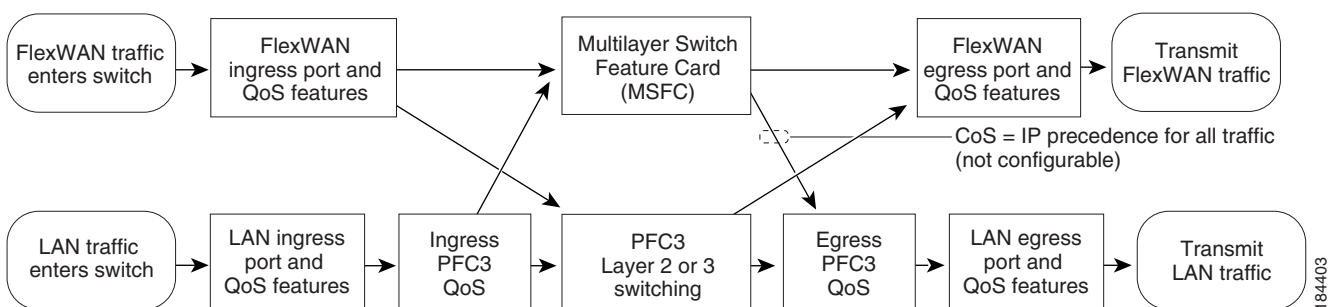 FlexWAN traffic
enters switch
FlexWAN
ingress port and
QoS features
Multilayer Switch
Feature Card
(MSFC)
FlexWAN
egress port and
QoS features
Transmit
FlexWAN traffic
CoS = IP precedence for all traffic
(not configurable)
LAN traffic
enters switch
LAN ingress
port and
QoS features
Ingress
PFC3
QoS
PFC3
Layer 2 or 3
switching
Egress
PFC3
QoS
LAN egress
port and
QoS features
Transmit
LAN traffic
184403